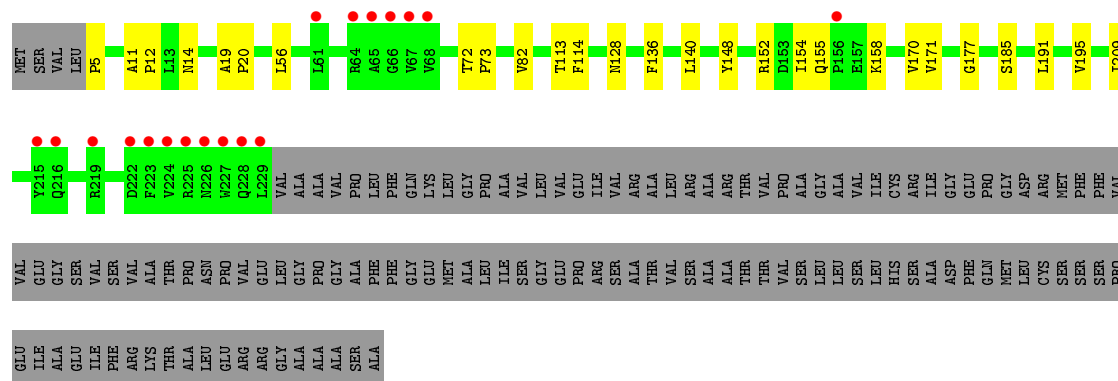 MET SER VAL LEU P5 A11 P12 L13 N14 A19 P20 L56 L61 R64 A65 G66 V67 V68 T72 P73 V82 T113 F114 N128 F136 L140 Y148 R152 D153 I154 Q155 P156 E157 K158 V170 V171 G177 S185 L191 V195 I209
Y215 Q216 R219 D222 F223 V224 R225 N226 W227 Q228 L229 VAL ALA ALA VAL PRO LEU PHE GLN LYS LEU GLY PRO ALA VAL LEU VAL GLU ILE VAL ARG ALA LEU ARG ALA ARG THR VAL PRO ALA GLY ALA VAL ILE CYS ARG ILE GLY GLU PRO GLY ASP ARG MET PHE PHE VAL
VAL GLU GLY SER VAL SER VAL ALA THR PRO ASN PRO VAL GLU LEU GLY PRO GLY ALA PHE PHE GLY GLU MET ALA LEU ILE SER GLY GLU PRO ARG SER ALA THR VAL SER ALA ALA THR THR VAL SER LEU LEU SER LEU HIS SER ALA ASP PHE GLN MET LEU CYS SER SER SER PRO
GLU ILE ALA GLU ILE PHE ARG LYS THR ALA LEU GLU ARG ARG GLY ALA ALA ALA SER ALA